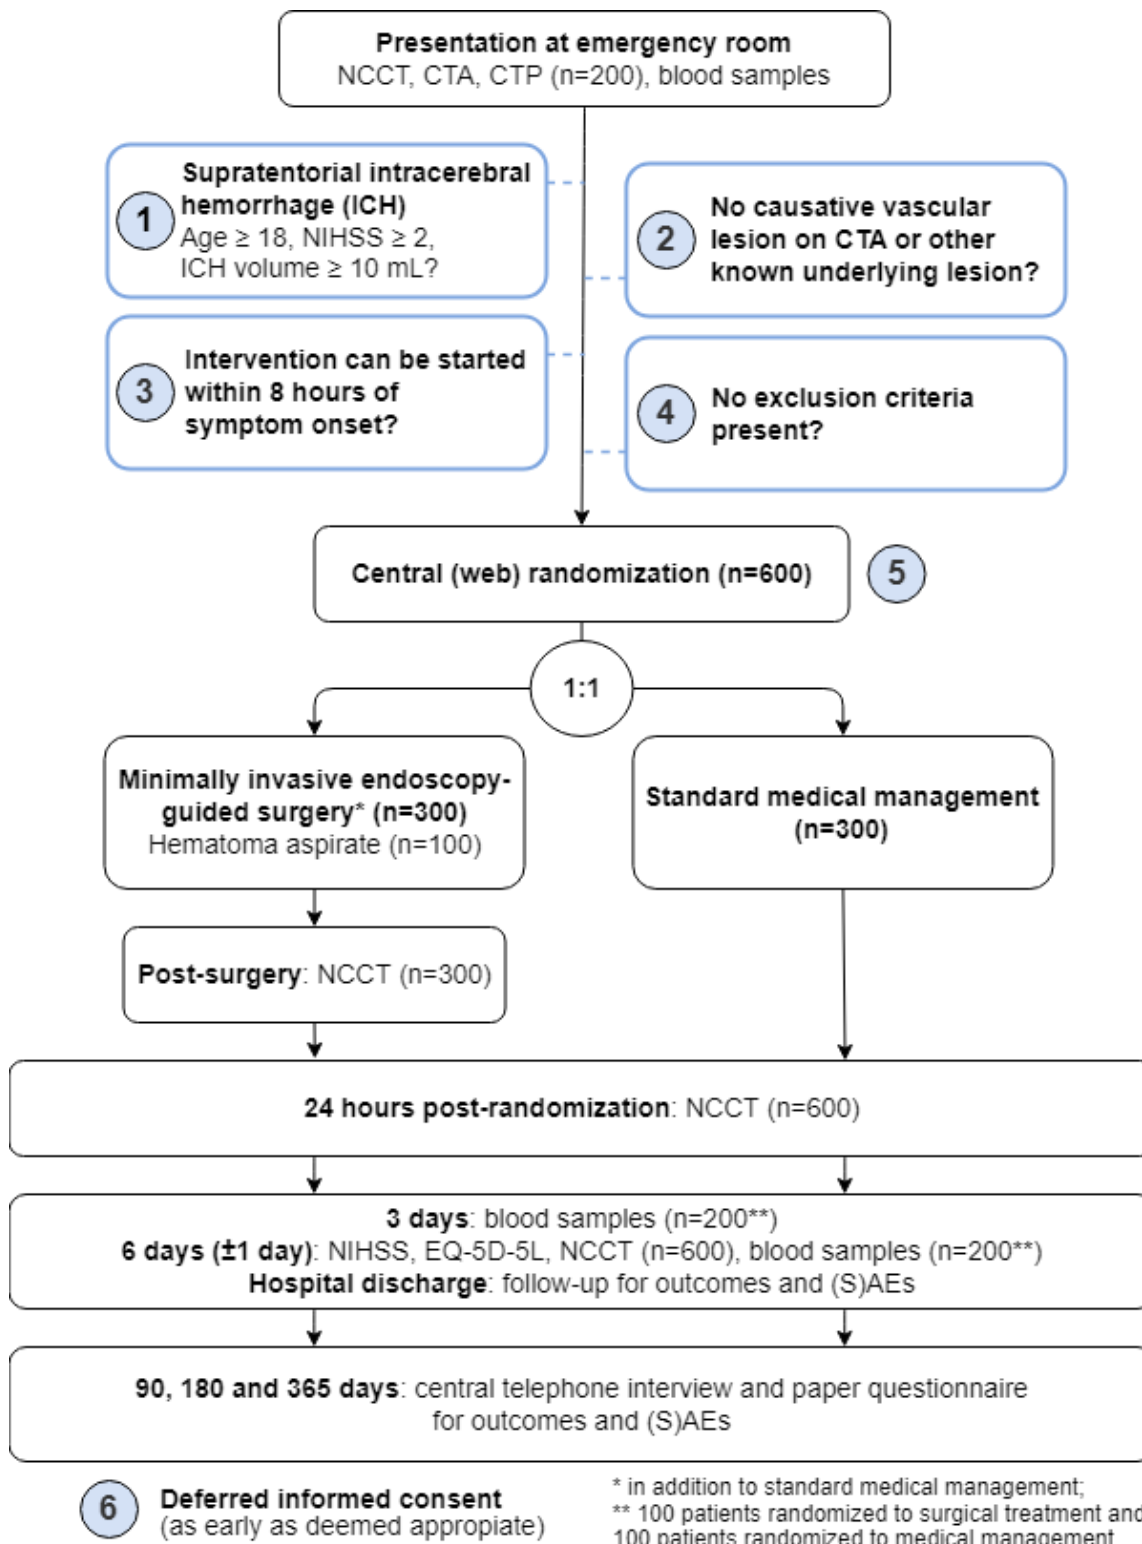 Presentation at emergency room
NCCT, CTA, CTP (n=200), blood samples
1
Supratentorial intracerebral
hemorrhage (ICH)
Age ≥ 18, NIHSS ≥ 2,
ICH volume ≥ 10 mL?
2
No causative vascular
lesion on CTA or other
known underlying lesion?
3
Intervention can be started
within 8 hours of
symptom onset?
4
No exclusion criteria
present?
Central (web) randomization (n=600)
5
1:1
Minimally invasive endoscopy-
guided surgery* (n=300)
Hematoma aspirate (n=100)
Standard medical management
(n=300)
Post-surgery: NCCT (n=300)
24 hours post-randomization: NCCT (n=600)
3 days: blood samples (n=200**)
6 days (±1 day): NIHSS, EQ-5D-5L, NCCT (n=600), blood samples (n=200**)
Hospital discharge: follow-up for outcomes and (S)AEs
90, 180 and 365 days: central telephone interview and paper questionnaire
for outcomes and (S)AEs
6
Deferred informed consent
(as early as deemed appropiate)
* in addition to standard medical management;
** 100 patients randomized to surgical treatment and
100 patients randomized to medical management